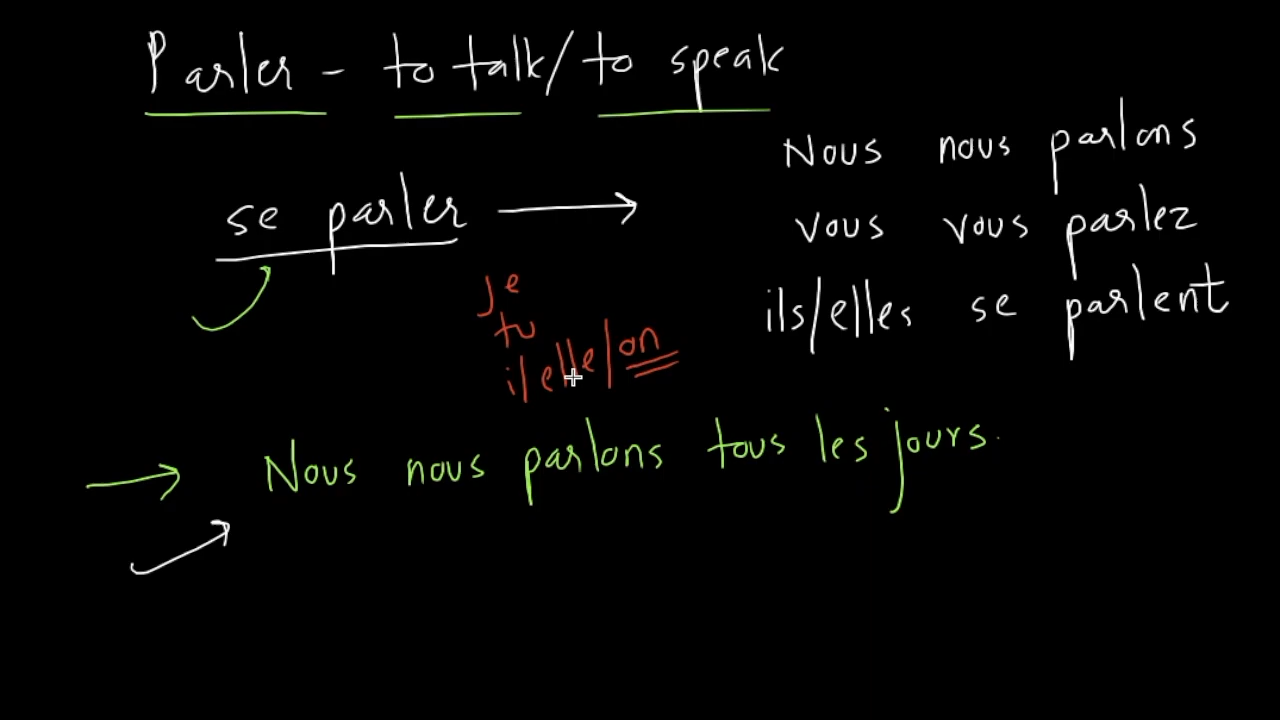 Parler - to talk/to speak
se parler
Nous nous parlons
vous vous parlez
ils/elles se parlent
je
tu
il/elle/on
Nous nous parlons tous les jours.